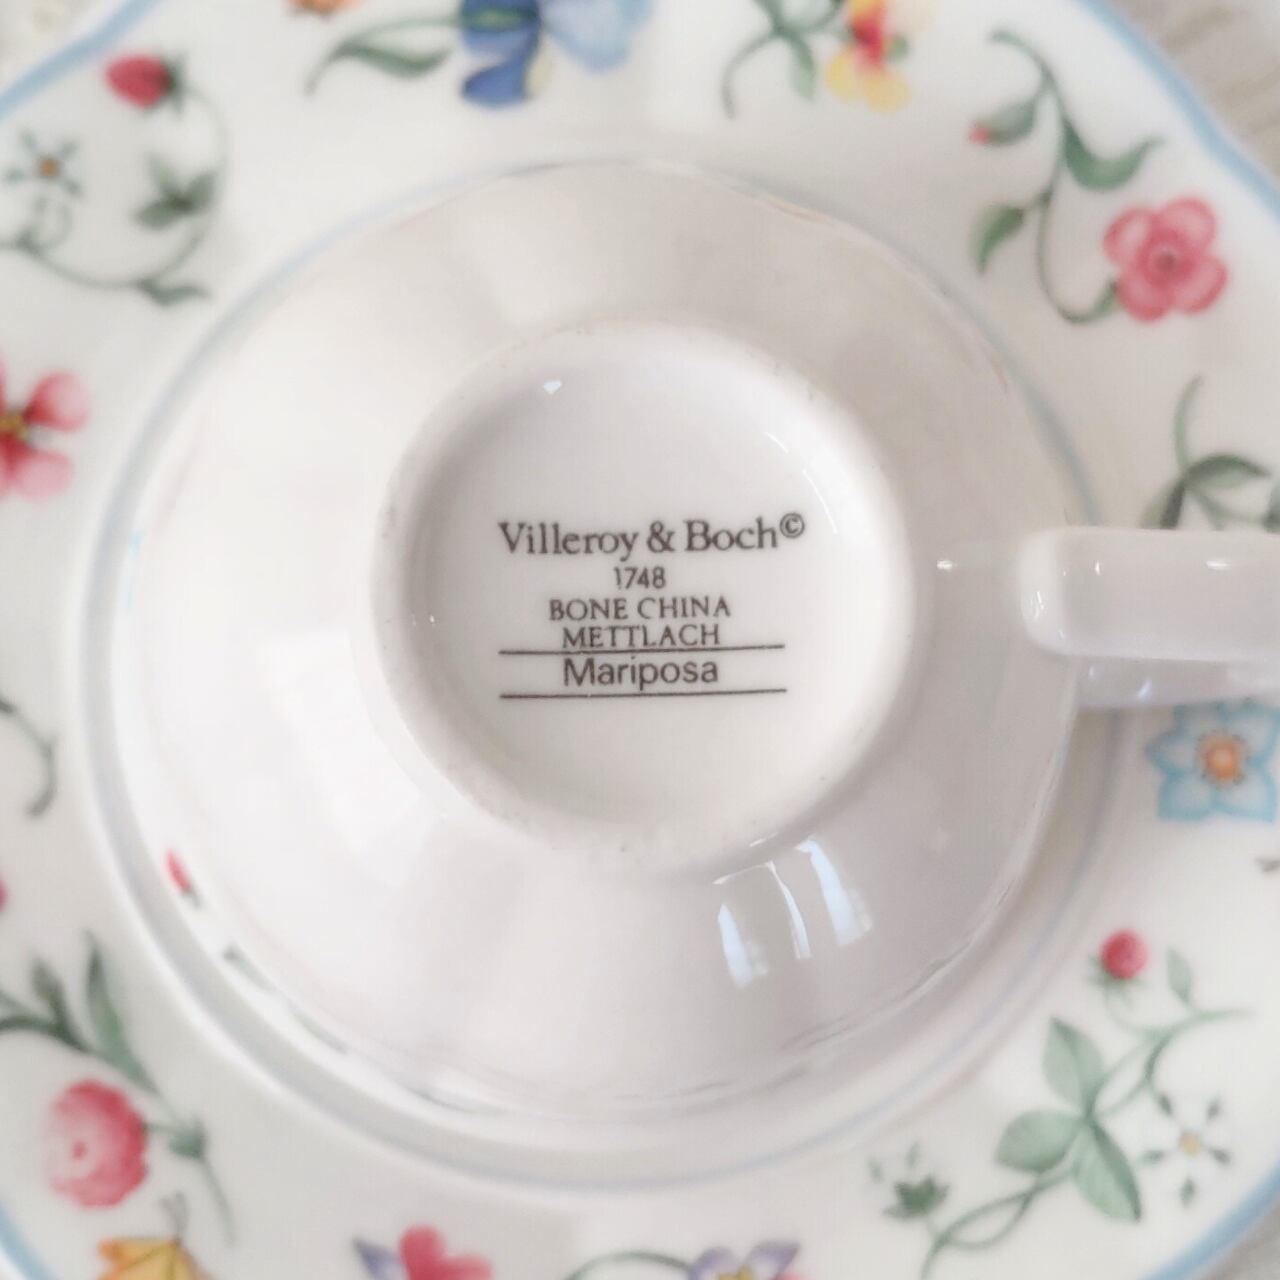 Villeroy & Boch©
1748
BONE CHINA
METTLACH
Mariposa